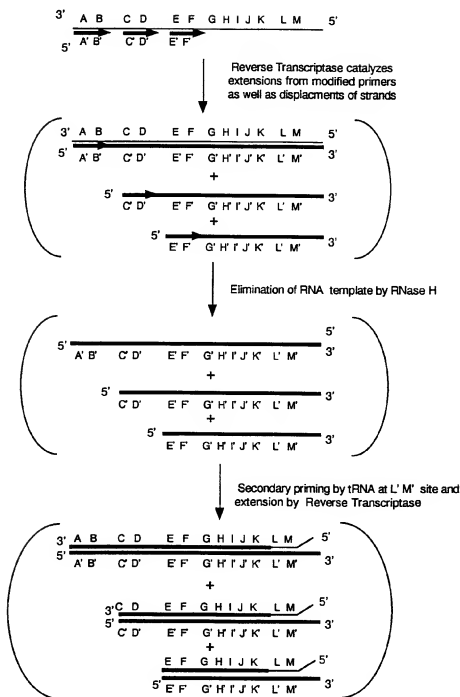 3' A B C D E F G H I J K L M 5'
5' A' B' C' D' E' F'
Reverse Transcriptase catalyzes
extensions from modified primers
as well as displacments of strands
3' A B C D E F G H I J K L M 5'
5' A' B' C' D' E' F' G' H' I' J' K' L' M' 3'
+
5' 3'
C' D' E' F' G' H' I' J' K' L' M'
+
5' 3'
E' F' G' H' I' J' K' L' M'
Elimination of RNA template by RNase H
5'
5' 3'
A' B' C' D' E' F' G' H' I' J' K' L' M'
+
5' 3'
C' D' E' F' G' H' I' J' K' L' M'
+
5' 3'
E' F' G' H' I' J' K' L' M'
Secondary priming by tRNA at L' M' site and
extension by Reverse Transcriptase
3' A B C D E F G H I J K L M 5'
5' 3'
A' B' C' D' E' F' G' H' I' J' K' L' M'
+
3' C D E F G H I J K L M 5'
5' 3'
C' D' E' F' G' H' I' J' K' L' M'
+
E F G H I J K L M 5'
5' E' F' G' H' I' J' K' L' M' 3'